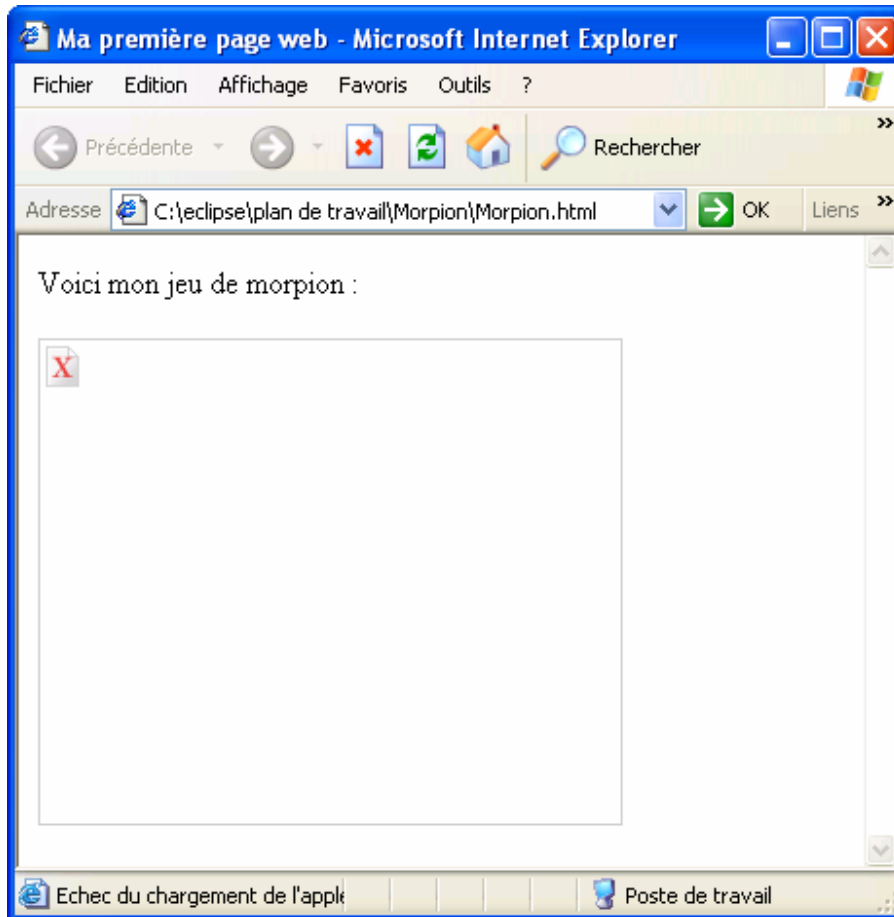 Ma première page web - Microsoft Internet Explorer
Fichier Edition Affichage Favoris Outils ?
Précédente Rechercher »
Adresse C:\eclipse\plan de travail\Morpion\Morpion.html OK Liens »
Voici mon jeu de morpion :
X
Echec du chargement de l'apple Poste de travail